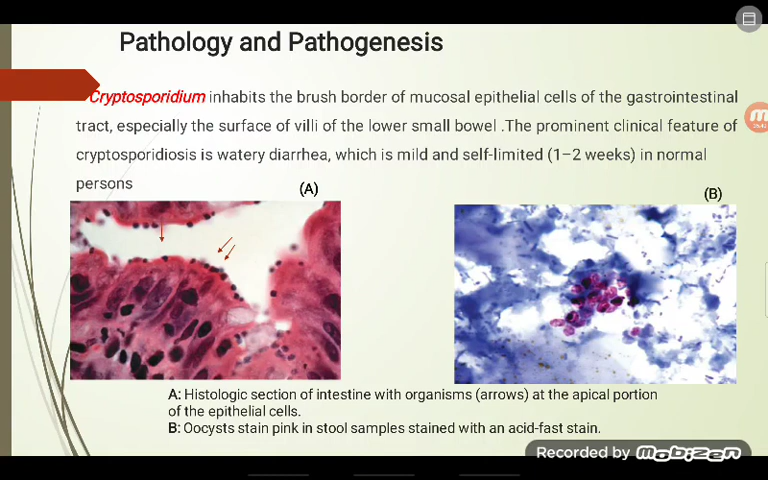 Pathology and Pathogenesis
Cryptosporidium inhabits the brush border of mucosal epithelial cells of the gastrointestinal
tract, especially the surface of villi of the lower small bowel .The prominent clinical feature of
cryptosporidiosis is watery diarrhea, which is mild and self-limited (1–2 weeks) in normal
persons
(A)
(B)
A: Histologic section of intestine with organisms (arrows) at the apical portion
of the epithelial cells.
B: Oocysts stain pink in stool samples stained with an acid-fast stain.
Recorded by mobizen